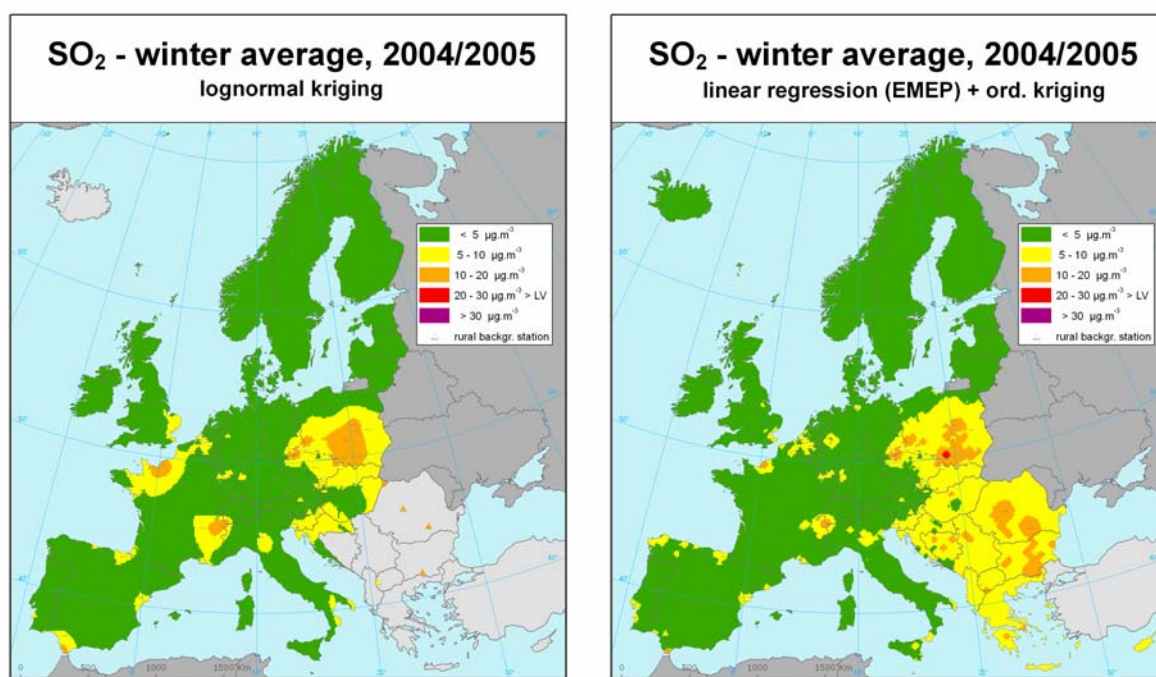 SO₂ - winter average, 2004/2005
lognormal kriging
< 5 µg.m⁻³
5 - 10 µg.m⁻³
10 - 20 µg.m⁻³
20 - 30 µg.m⁻³ > LV
> 30 µg.m⁻³
rural backgr. station
500
1000
1500 Km
SO₂ - winter average, 2004/2005
linear regression (EMEP) + ord. kriging
< 5 µg.m⁻³
5 - 10 µg.m⁻³
10 - 20 µg.m⁻³
20 - 30 µg.m⁻³ > LV
> 30 µg.m⁻³
rural backgr. station
500
1000
1500 Km